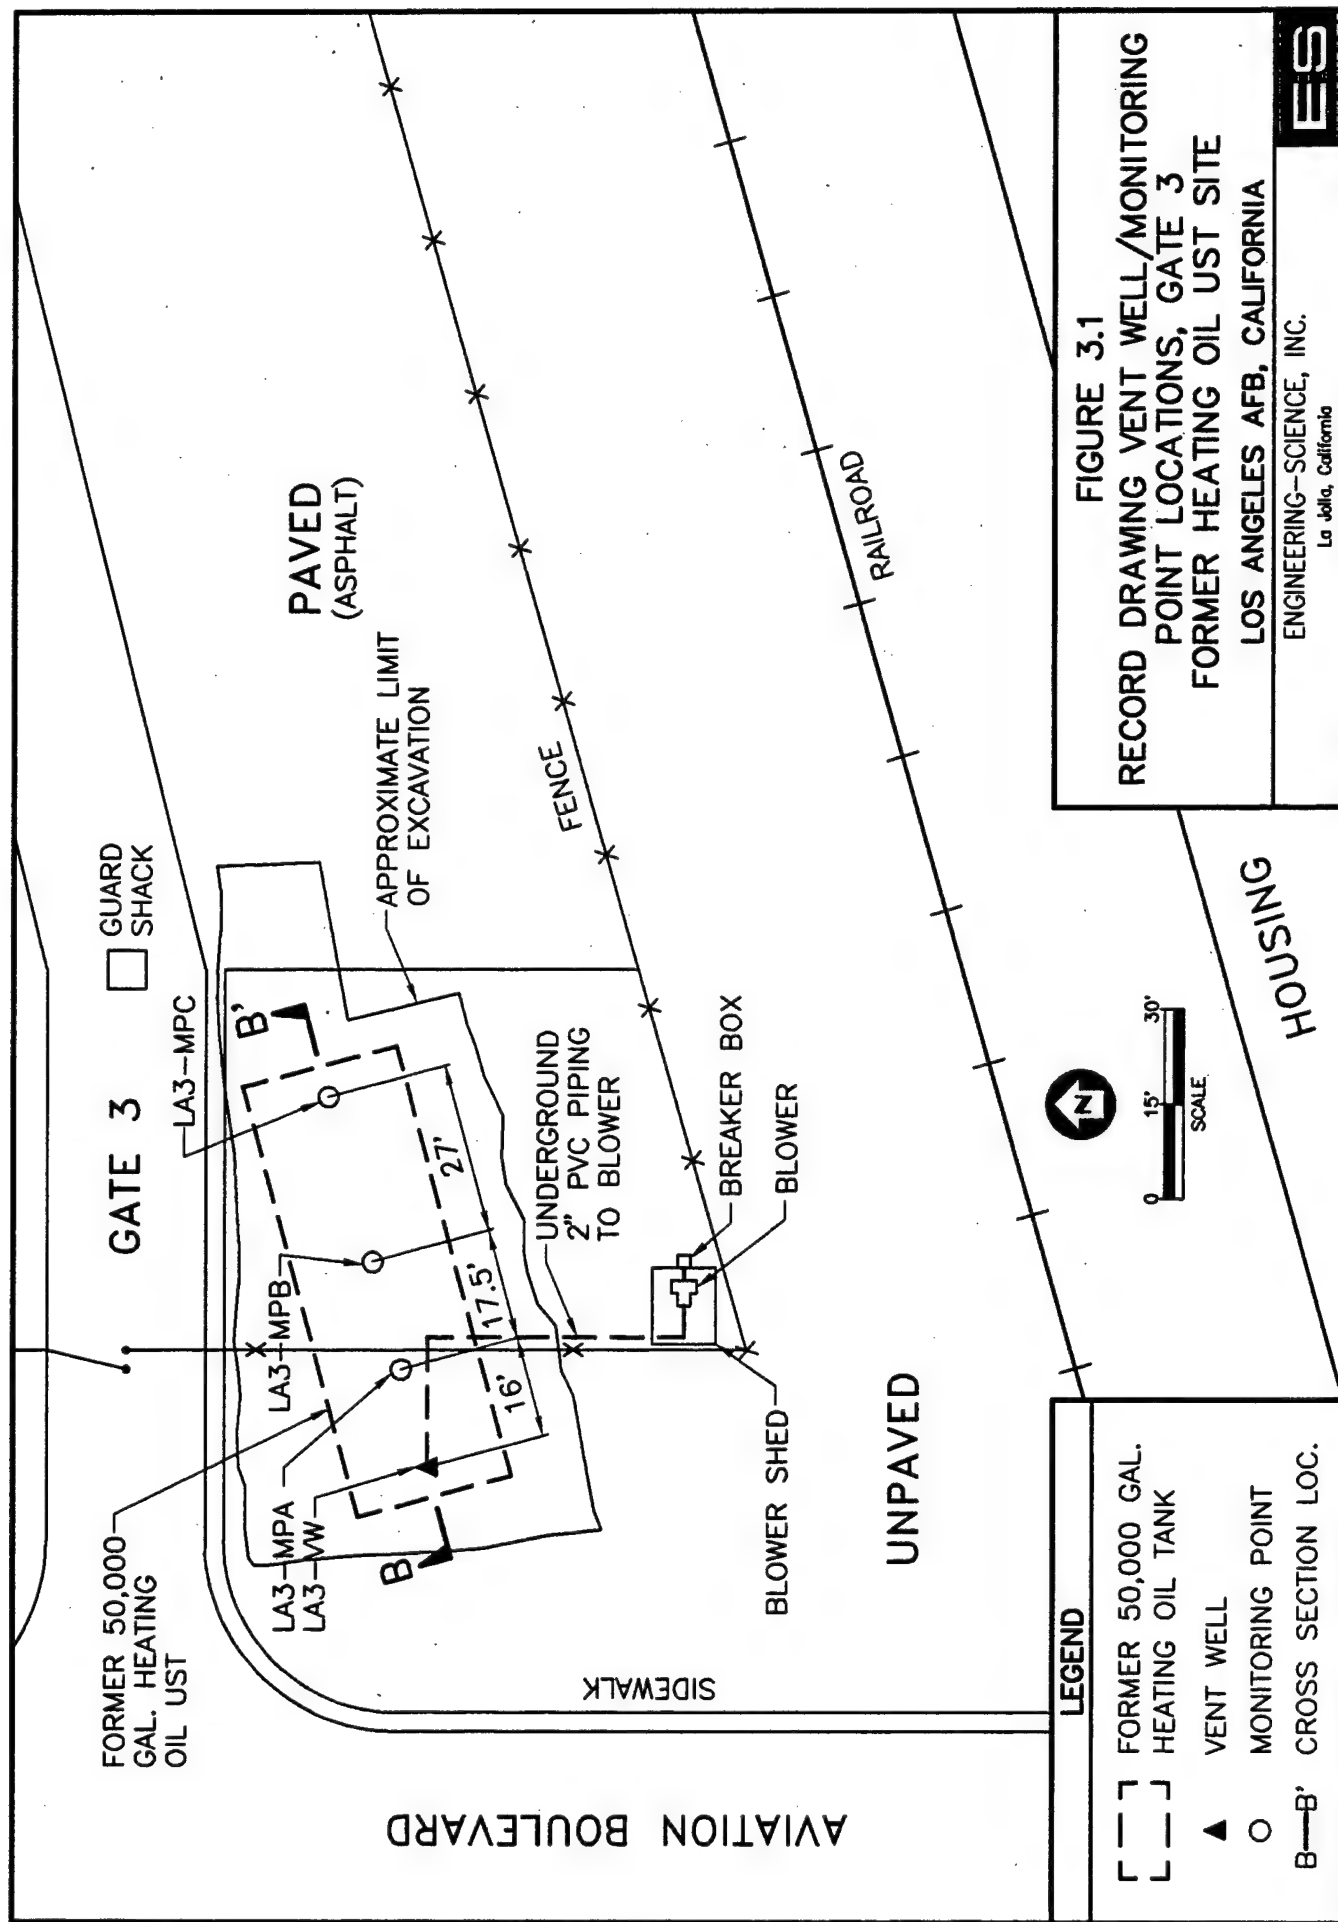 GATE 3
GUARD
SHACK
FORMER 50,000
GAL. HEATING
OIL UST
LA3-MPC
PAVED
(ASPHALT)
LA3-MPB
LA3-MPA
LA3-VW
B
B'
APPROXIMATE LIMIT
OF EXCAVATION
27'
17.5'
16'
UNDERGROUND
2" PVC PIPING
TO BLOWER
FENCE
SIDEWALK
AVIATION BOULEVARD
BREAKER BOX
BLOWER
BLOWER SHED
UNPAVED
RAILROAD
HOUSING
N
0 15' 30'
SCALE
LEGEND
FORMER 50,000 GAL.
HEATING OIL TANK
VENT WELL
MONITORING POINT
B—B' CROSS SECTION LOC.
FIGURE 3.1
RECORD DRAWING VENT WELL/MONITORING
POINT LOCATIONS, GATE 3
FORMER HEATING OIL UST SITE
LOS ANGELES AFB, CALIFORNIA
ENGINEERING-SCIENCE, INC.
La Jolla, California
ES